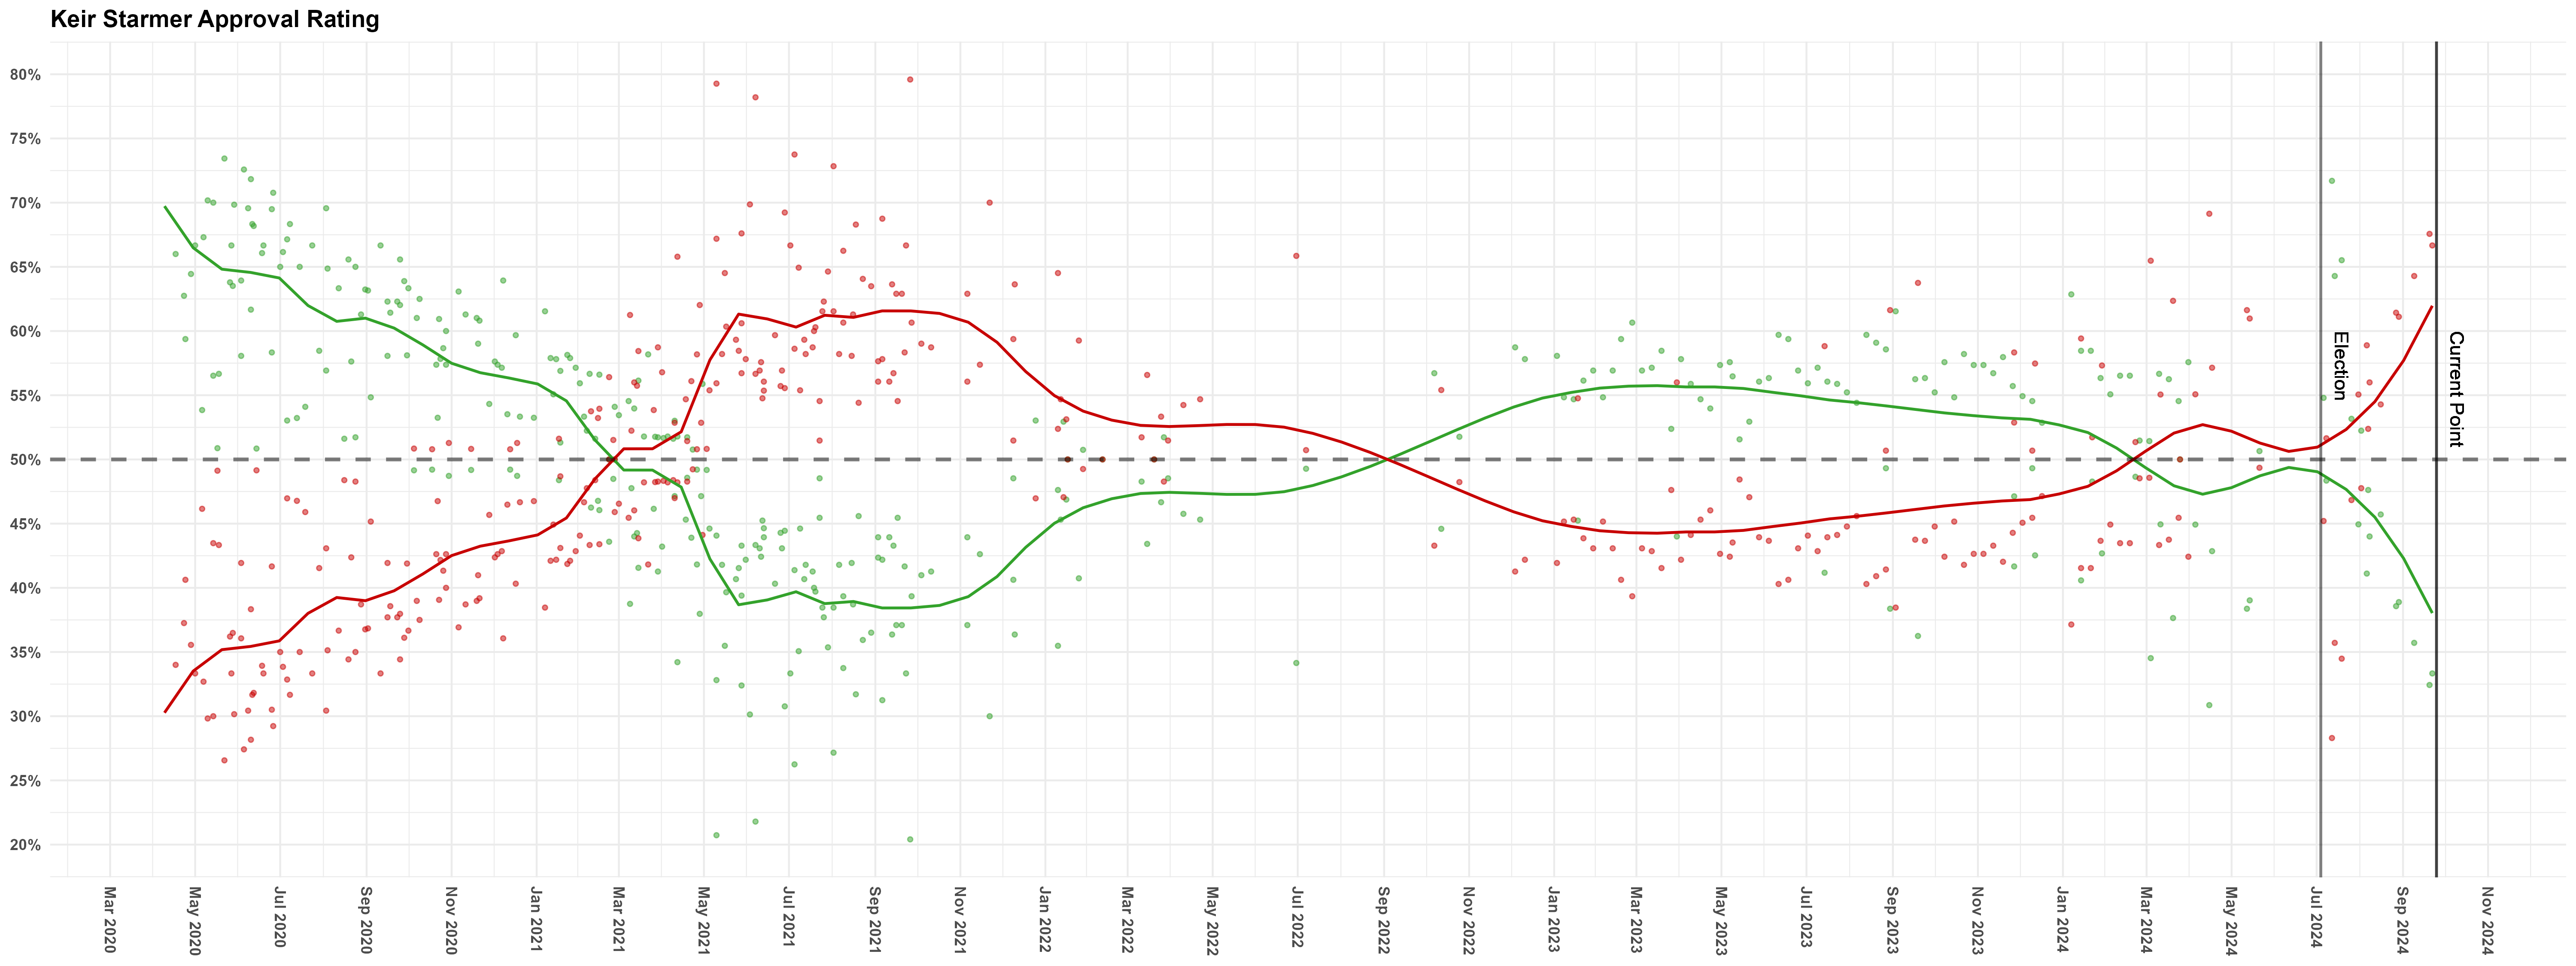 Keir Starmer Approval Rating
80%
75%
70%
65%
60%
55%
50%
45%
40%
35%
30%
25%
20%
Election
Current Point
Mar 2020
May 2020
Jul 2020
Sep 2020
Nov 2020
Jan 2021
Mar 2021
May 2021
Jul 2021
Sep 2021
Nov 2021
Jan 2022
Mar 2022
May 2022
Jul 2022
Sep 2022
Nov 2022
Jan 2023
Mar 2023
May 2023
Jul 2023
Sep 2023
Nov 2023
Jan 2024
Mar 2024
May 2024
Jul 2024
Sep 2024
Nov 2024